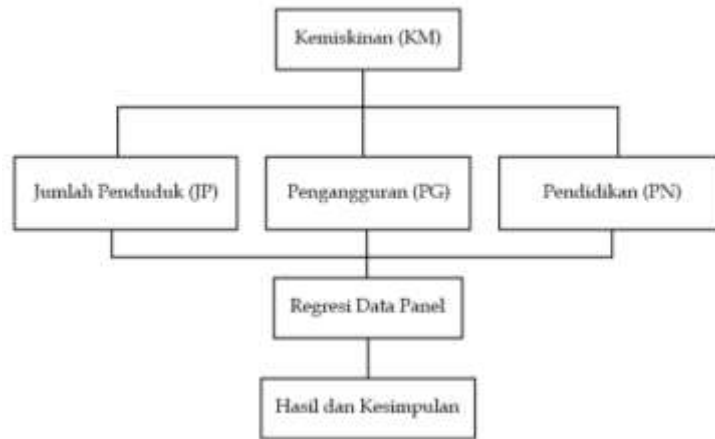 Kemiskinan (KM)
Jumlah Penduduk (JP)
Pengangguran (PG)
Pendidikan (PN)
Regresi Data Panel
Hasil dan Kesimpulan